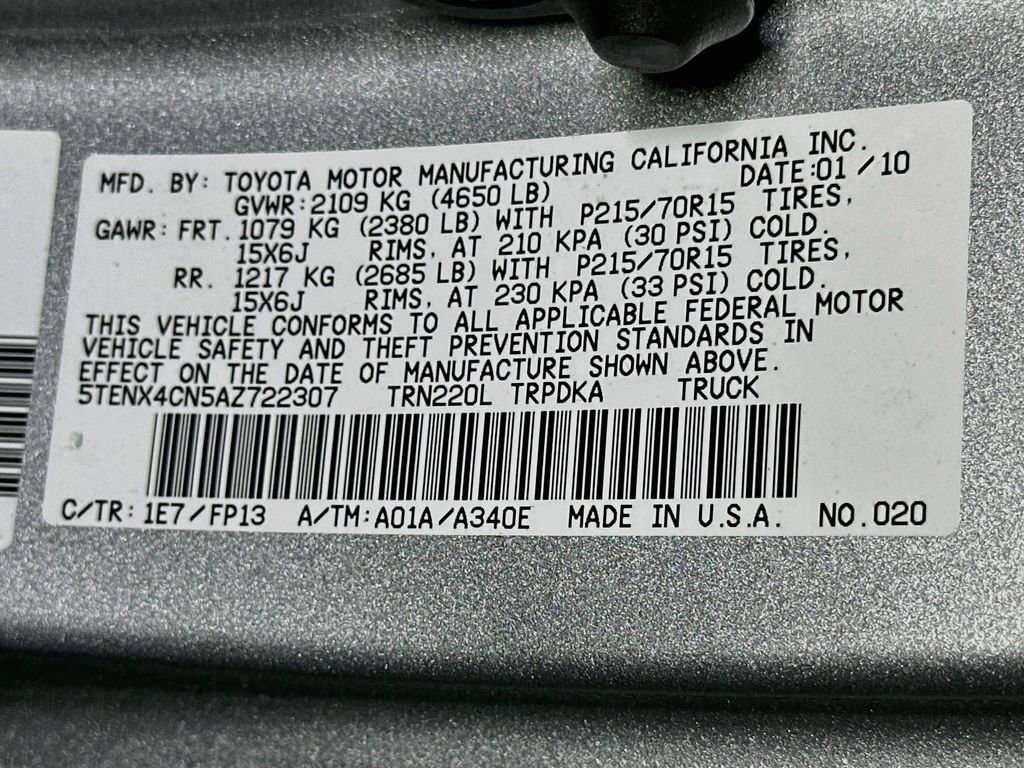 MFD. BY: TOYOTA MOTOR MANUFACTURING CALIFORNIA INC.
GVWR:2109 KG (4650 LB) DATE:01/10
GAWR: FRT. 1079 KG (2380 LB) WITH P215/70R15 TIRES,
15X6J RIMS, AT 210 KPA (30 PSI) COLD.
RR. 1217 KG (2685 LB) WITH P215/70R15 TIRES,
15X6J RIMS, AT 230 KPA (33 PSI) COLD.
THIS VEHICLE CONFORMS TO ALL APPLICABLE FEDERAL MOTOR
VEHICLE SAFETY AND THEFT PREVENTION STANDARDS IN
EFFECT ON THE DATE OF MANUFACTURE SHOWN ABOVE.
5TENX4CN5AZ722307 TRN220L TRPDKA TRUCK
C/TR: 1E7/FP13 A/TM:A01A/A340E MADE IN U.S.A. NO.020